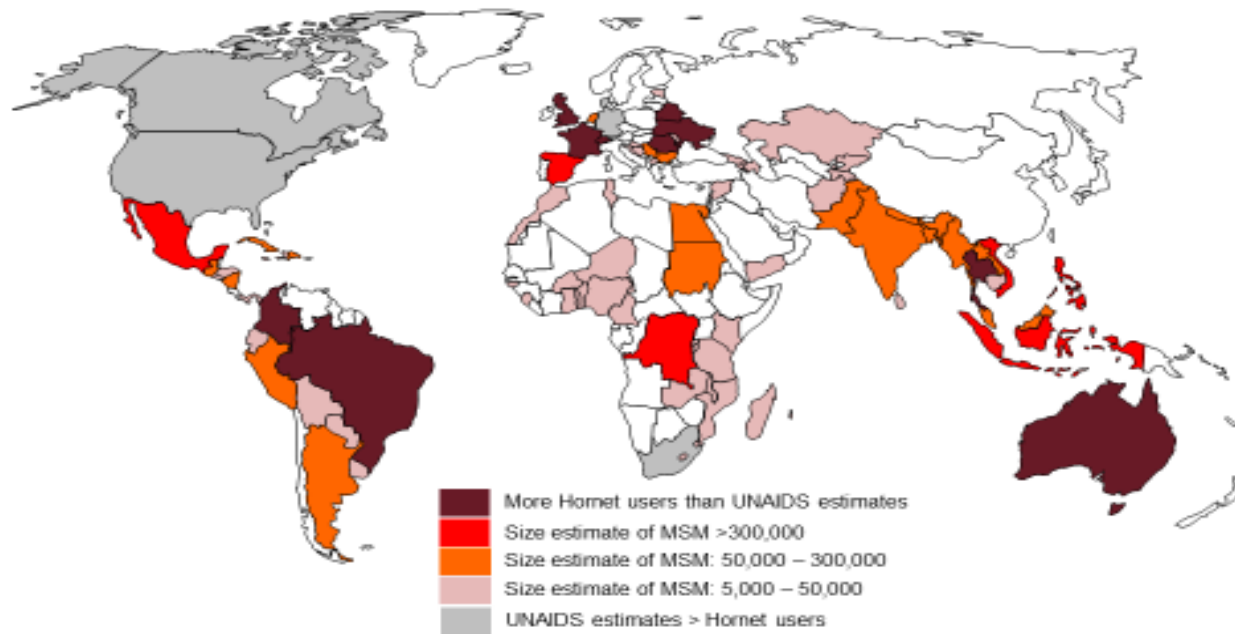 More Hornet users than UNAIDS estimates
Size estimate of MSM >300,000
Size estimate of MSM: 50,000 – 300,000
Size estimate of MSM: 5,000 – 50,000
UNAIDS estimates > Hornet users